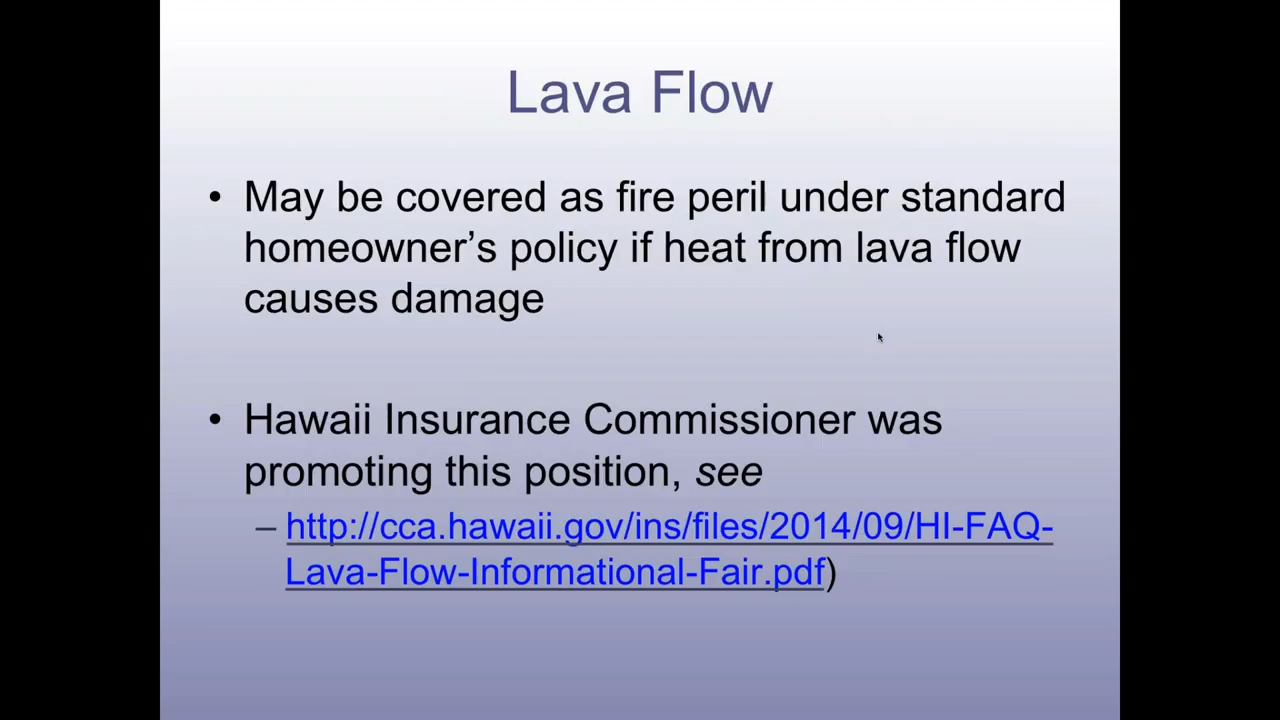 Lava Flow
• May be covered as fire peril under standard
homeowner’s policy if heat from lava flow
causes damage
• Hawaii Insurance Commissioner was
promoting this position, see
– http://cca.hawaii.gov/ins/files/2014/09/HI-FAQ-
Lava-Flow-Informational-Fair.pdf)